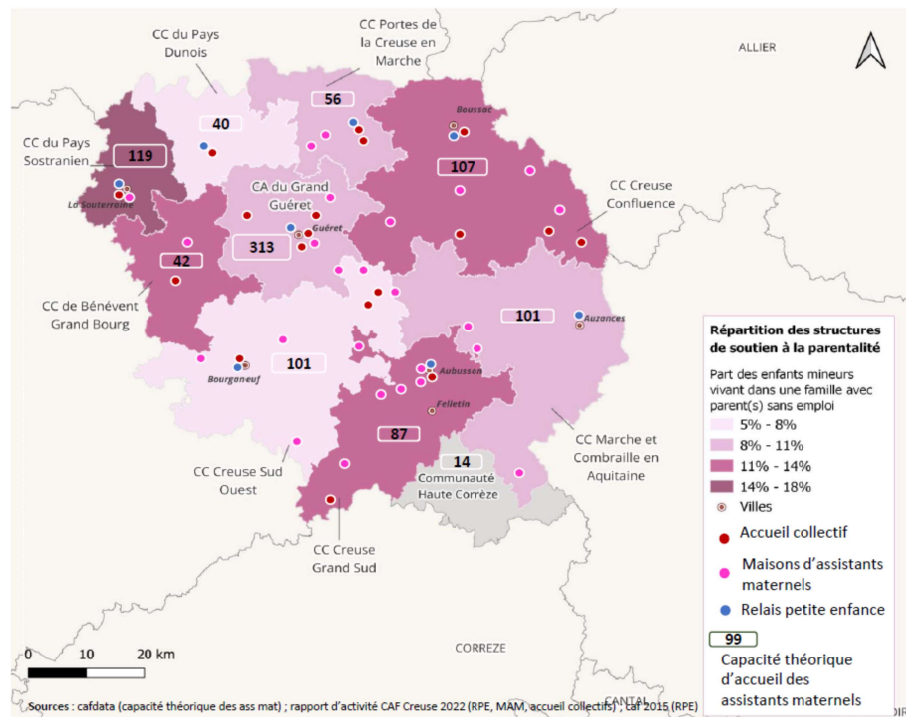 CC Portes
de la Creuse en
Marche
CC du Pays
Dunois
ALLIER
56
40
Boussac
CC du Pays
Sostranien
119
107
CA du Grand
Guéret
CC Creuse
Confluence
La Souterraine
Guéret
313
42
CC de Bénévent
Grand Bourg
101
Auzances
101
Bourganeuf
Aubusson
Felletin
87
CC Marche et
Combraille en
Aquitaine
14
Communauté
Haute Corrèze
CC Creuse Sud
Ouest
CC Creuse
Grand Sud
Répartition des structures
de soutien à la parentalité
Part des enfants mineurs
vivant dans une famille avec
parent(s) sans emploi
5% - 8%
8% - 11%
11% - 14%
14% - 18%
Villes
Accueil collectif
Maisons d'assistants
maternels
Relais petite enfance
99
Capacité théorique
d'accueil des
assistants maternels
CORREZE
0 10 20 km
CANTAL
Sources : cafdata (capacité théorique des ass mat) ; rapport d'activité CAF Creuse 2022 (RPE, MAM, accueil collectifs) ; caf 2015 (RPE)